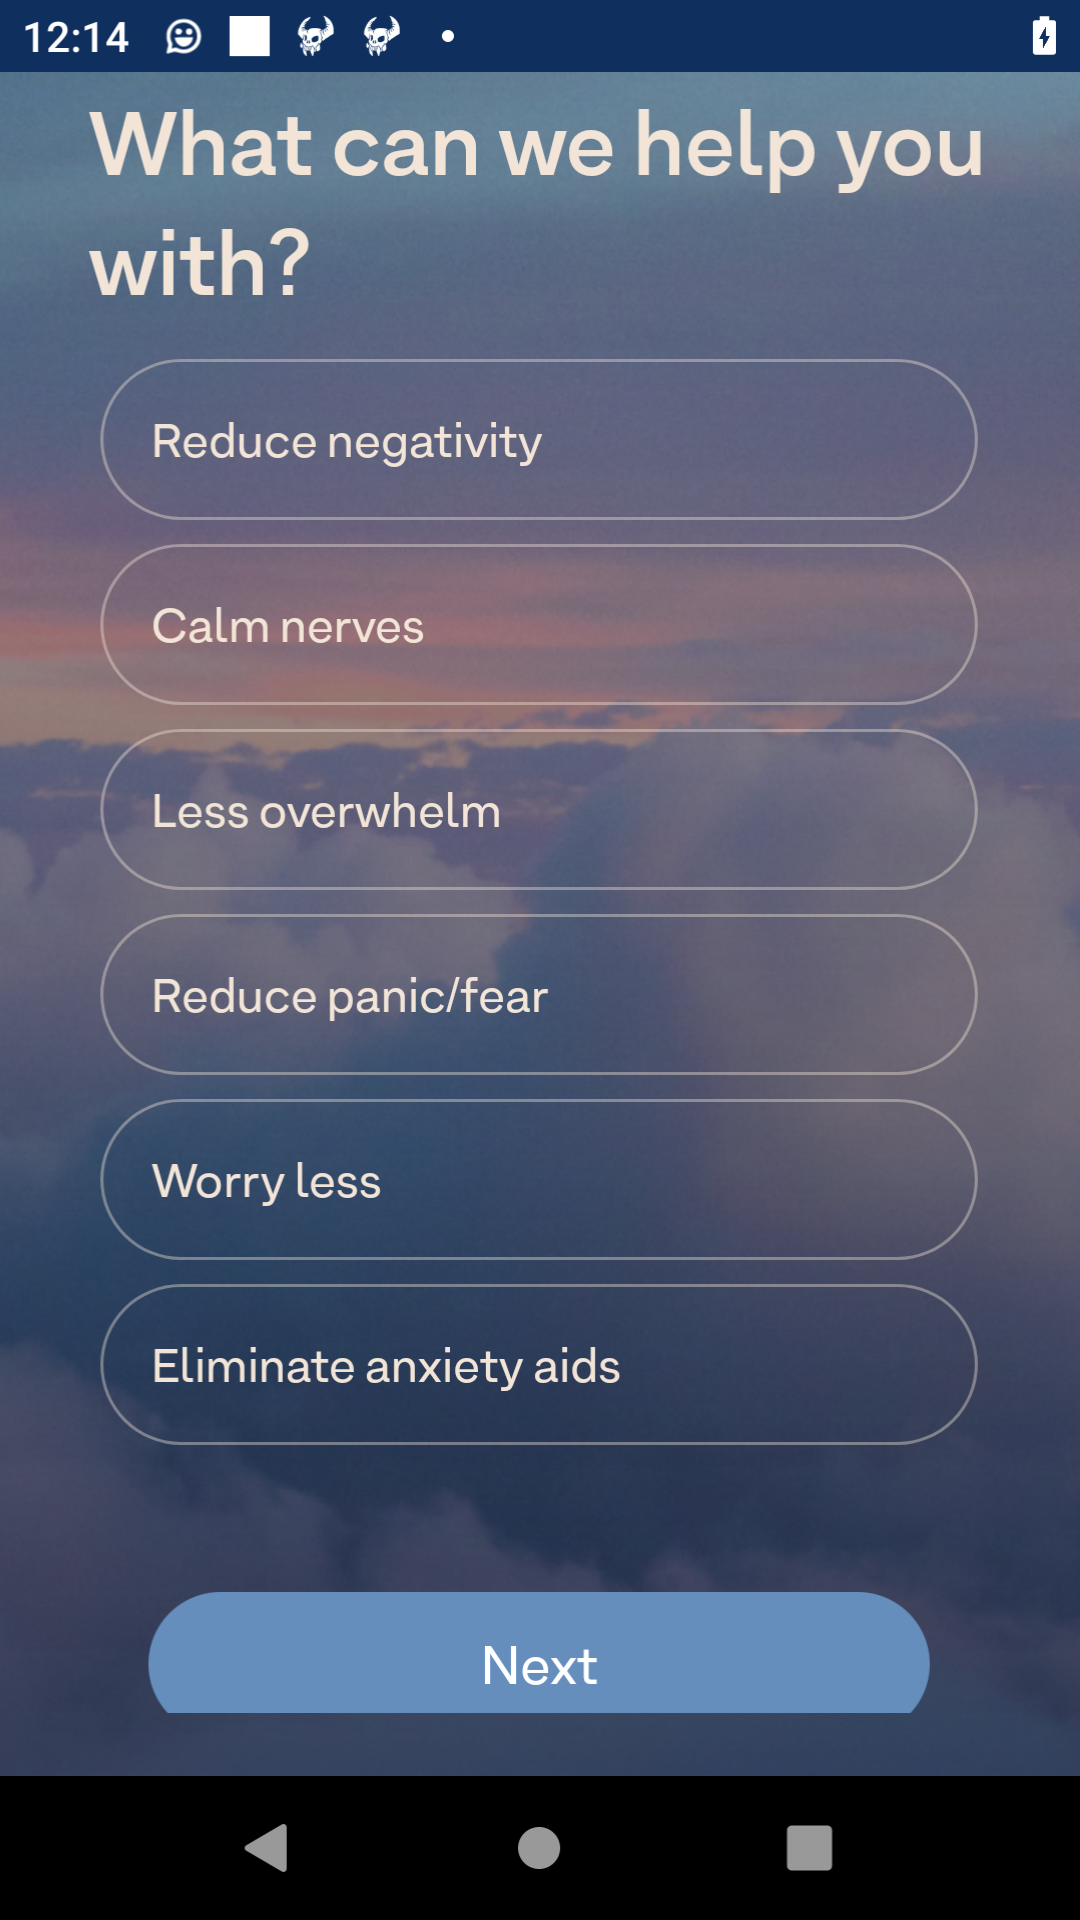 12:14
What can we help you
with?
Reduce negativity
Calm nerves
Less overwhelm
Reduce panic/fear
Worry less
Eliminate anxiety aids
Next